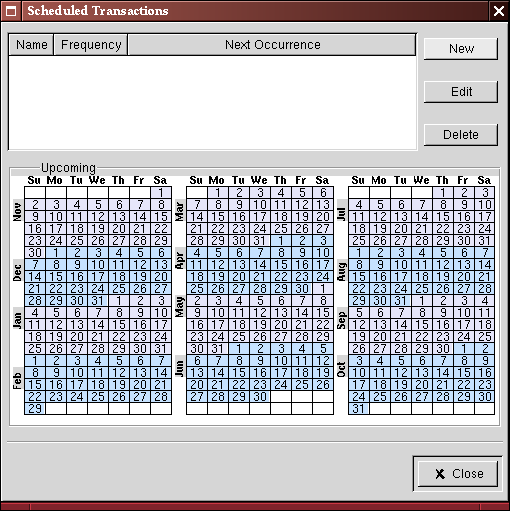 Scheduled Transactions
Name Frequency Next Occurrence
New
Edit
Delete
Upcoming
Su Mo Tu We Th Fr Sa
1
Nov
2 3 4 5 6 7 8
9 10 11 12 13 14 15
16 17 18 19 20 21 22
23 24 25 26 27 28 29
30 1 2 3 4 5 6
Dec
7 8 9 10 11 12 13
14 15 16 17 18 19 20
21 22 23 24 25 26 27
28 29 30 31 1 2 3
Jan
4 5 6 7 8 9 10
11 12 13 14 15 16 17
18 19 20 21 22 23 24
25 26 27 28 29 30 31
Feb
1 2 3 4 5 6 7
8 9 10 11 12 13 14
15 16 17 18 19 20 21
22 23 24 25 26 27 28
29
Su Mo Tu We Th Fr Sa
Mar
1 2 3 4 5 6
7 8 9 10 11 12 13
14 15 16 17 18 19 20
21 22 23 24 25 26 27
28 29 30 31 1 2 3
Apr
4 5 6 7 8 9 10
11 12 13 14 15 16 17
18 19 20 21 22 23 24
25 26 27 28 29 30 1
May
2 3 4 5 6 7 8
9 10 11 12 13 14 15
16 17 18 19 20 21 22
23 24 25 26 27 28 29
30 31 1 2 3 4 5
Jun
6 7 8 9 10 11 12
13 14 15 16 17 18 19
20 21 22 23 24 25 26
27 28 29 30
Su Mo Tu We Th Fr Sa
1 2 3
Jul
4 5 6 7 8 9 10
11 12 13 14 15 16 17
18 19 20 21 22 23 24
25 26 27 28 29 30 31
Aug
1 2 3 4 5 6 7
8 9 10 11 12 13 14
15 16 17 18 19 20 21
22 23 24 25 26 27 28
29 30 31 1 2 3 4
Sep
5 6 7 8 9 10 11
12 13 14 15 16 17 18
19 20 21 22 23 24 25
26 27 28 29 30 1 2
Oct
3 4 5 6 7 8 9
10 11 12 13 14 15 16
17 18 19 20 21 22 23
24 25 26 27 28 29 30
31
Close